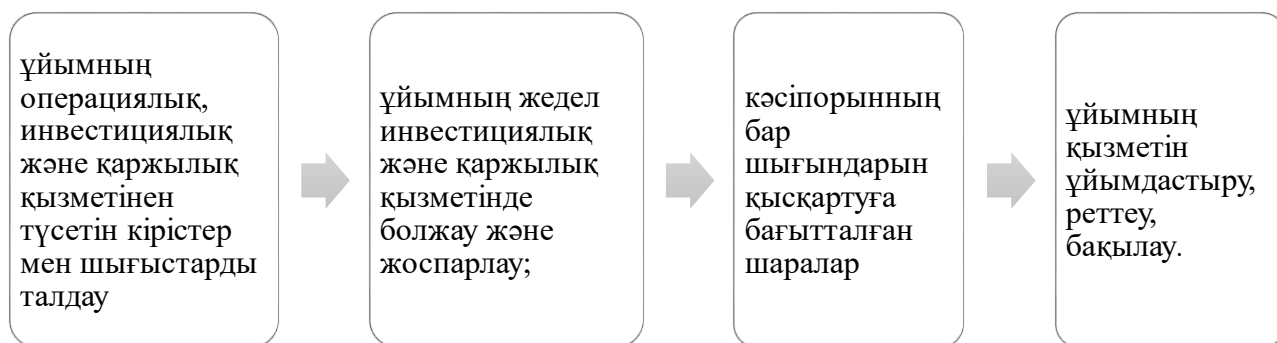 ұйымның
операциялық,
инвестициялық
және қаржылық
қызметінен
түсетін кірістер
мен шығыстарды
талдау
ұйымның жедел
инвестициялық
және қаржылық
қызметінде
болжау және
жоспарлау;
кәсіпорынның
бар
шығындарын
қысқартуға
бағытталған
шаралар
ұйымның
қызметін
ұйымдастыру,
реттеу,
бақылау.